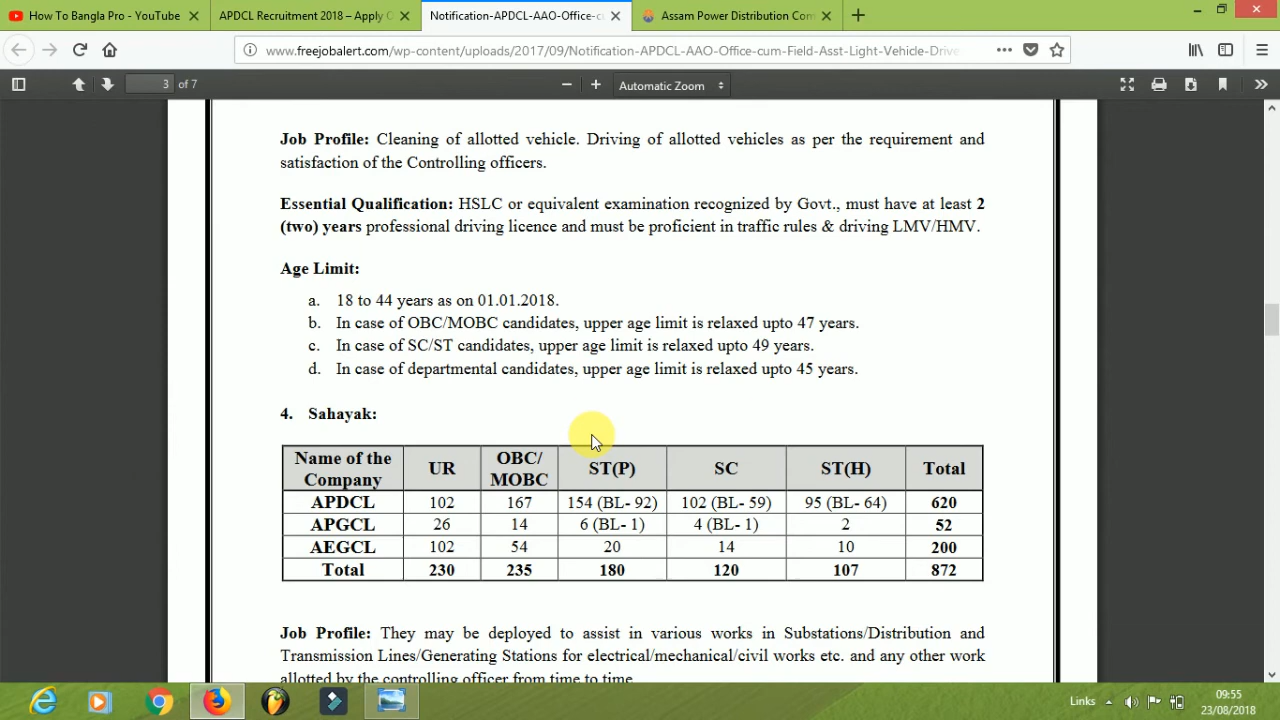 How To Bangla Pro - YouTube
APDCL Recruitment 2018 – Apply O
Notification-APDCL-AAO-Office-cu
Assam Power Distribution Com
www.freejobalert.com/wp-content/uploads/2017/09/Notification-APDCL-AAO-Office-cum-Field-Asst-Light-Vehicle-Drive
3 of 7
Automatic Zoom
Job Profile: Cleaning of allotted vehicle. Driving of allotted vehicles as per the requirement and
satisfaction of the Controlling officers.
Essential Qualification: HSLC or equivalent examination recognized by Govt., must have at least 2
(two) years professional driving licence and must be proficient in traffic rules & driving LMV/HMV.
Age Limit:
a. 18 to 44 years as on 01.01.2018.
b. In case of OBC/MOBC candidates, upper age limit is relaxed upto 47 years.
c. In case of SC/ST candidates, upper age limit is relaxed upto 49 years.
d. In case of departmental candidates, upper age limit is relaxed upto 45 years.
4. Sahayak:
Name of the Company UR OBC/ MOBC ST(P) SC ST(H) Total
APDCL 102 167 154 (BL- 92) 102 (BL- 59) 95 (BL- 64) 620
APGCL 26 14 6 (BL- 1) 4 (BL- 1) 2 52
AEGCL 102 54 20 14 10 200
Total 230 235 180 120 107 872
Job Profile: They may be deployed to assist in various works in Substations/Distribution and
Transmission Lines/Generating Stations for electrical/mechanical/civil works etc. and any other work
allotted by the controlling officer from time to time.
Links
09:55
23/08/2018